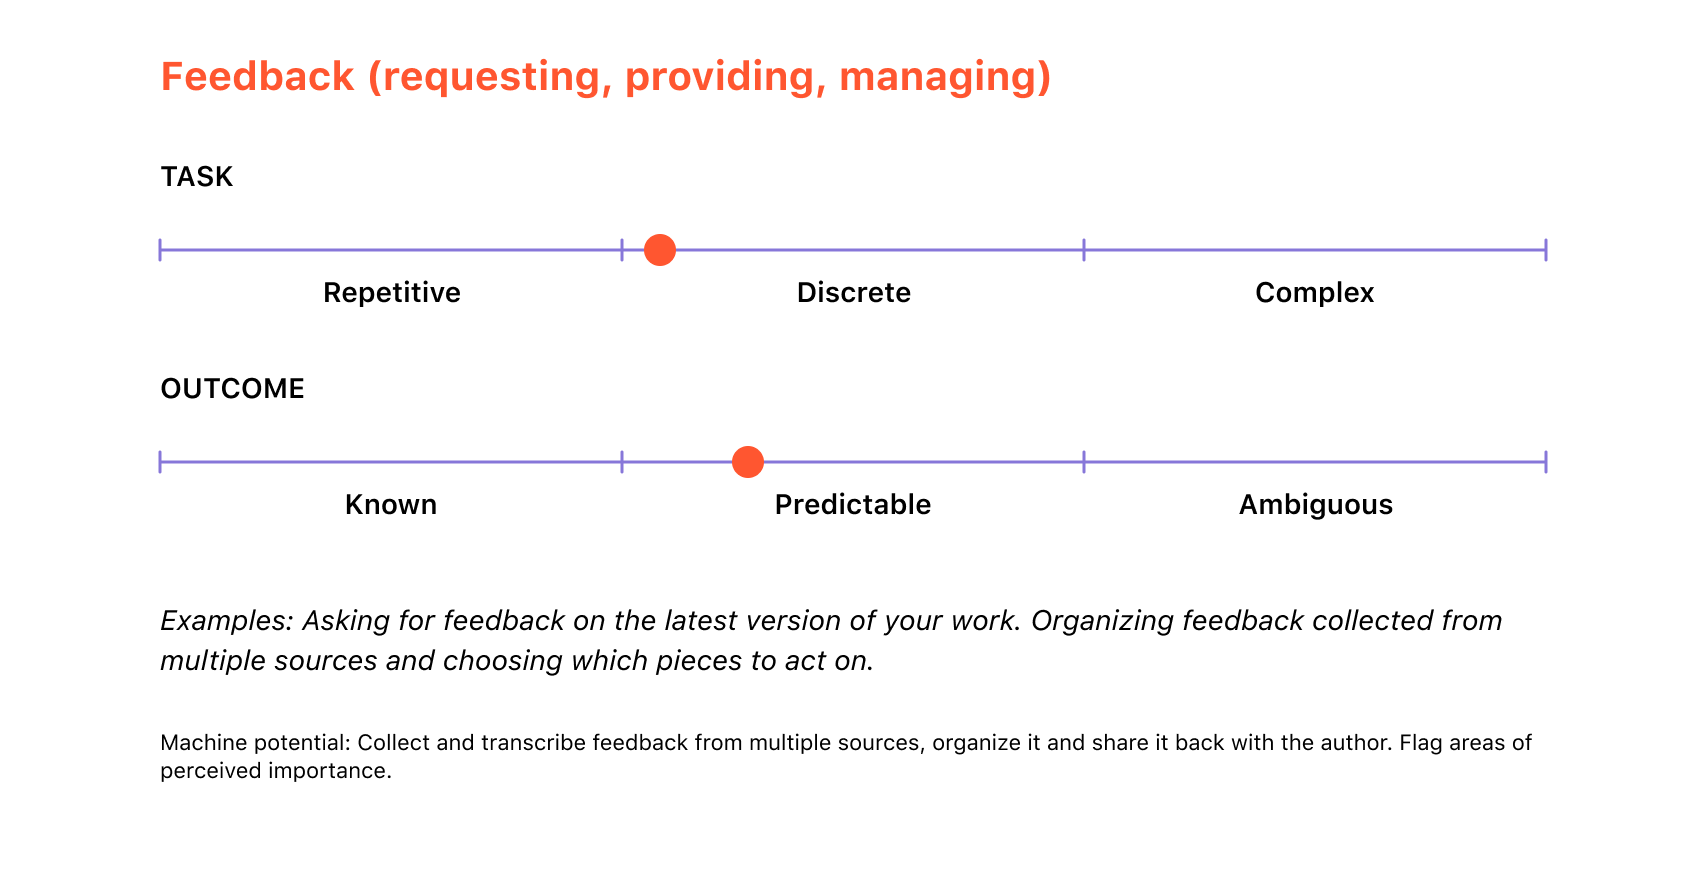 Feedback (requesting, providing, managing)
TASK
Repetitive Discrete Complex
OUTCOME
Known Predictable Ambiguous
Examples: Asking for feedback on the latest version of your work. Organizing feedback collected from
multiple sources and choosing which pieces to act on.
Machine potential: Collect and transcribe feedback from multiple sources, organize it and share it back with the author. Flag areas of
perceived importance.